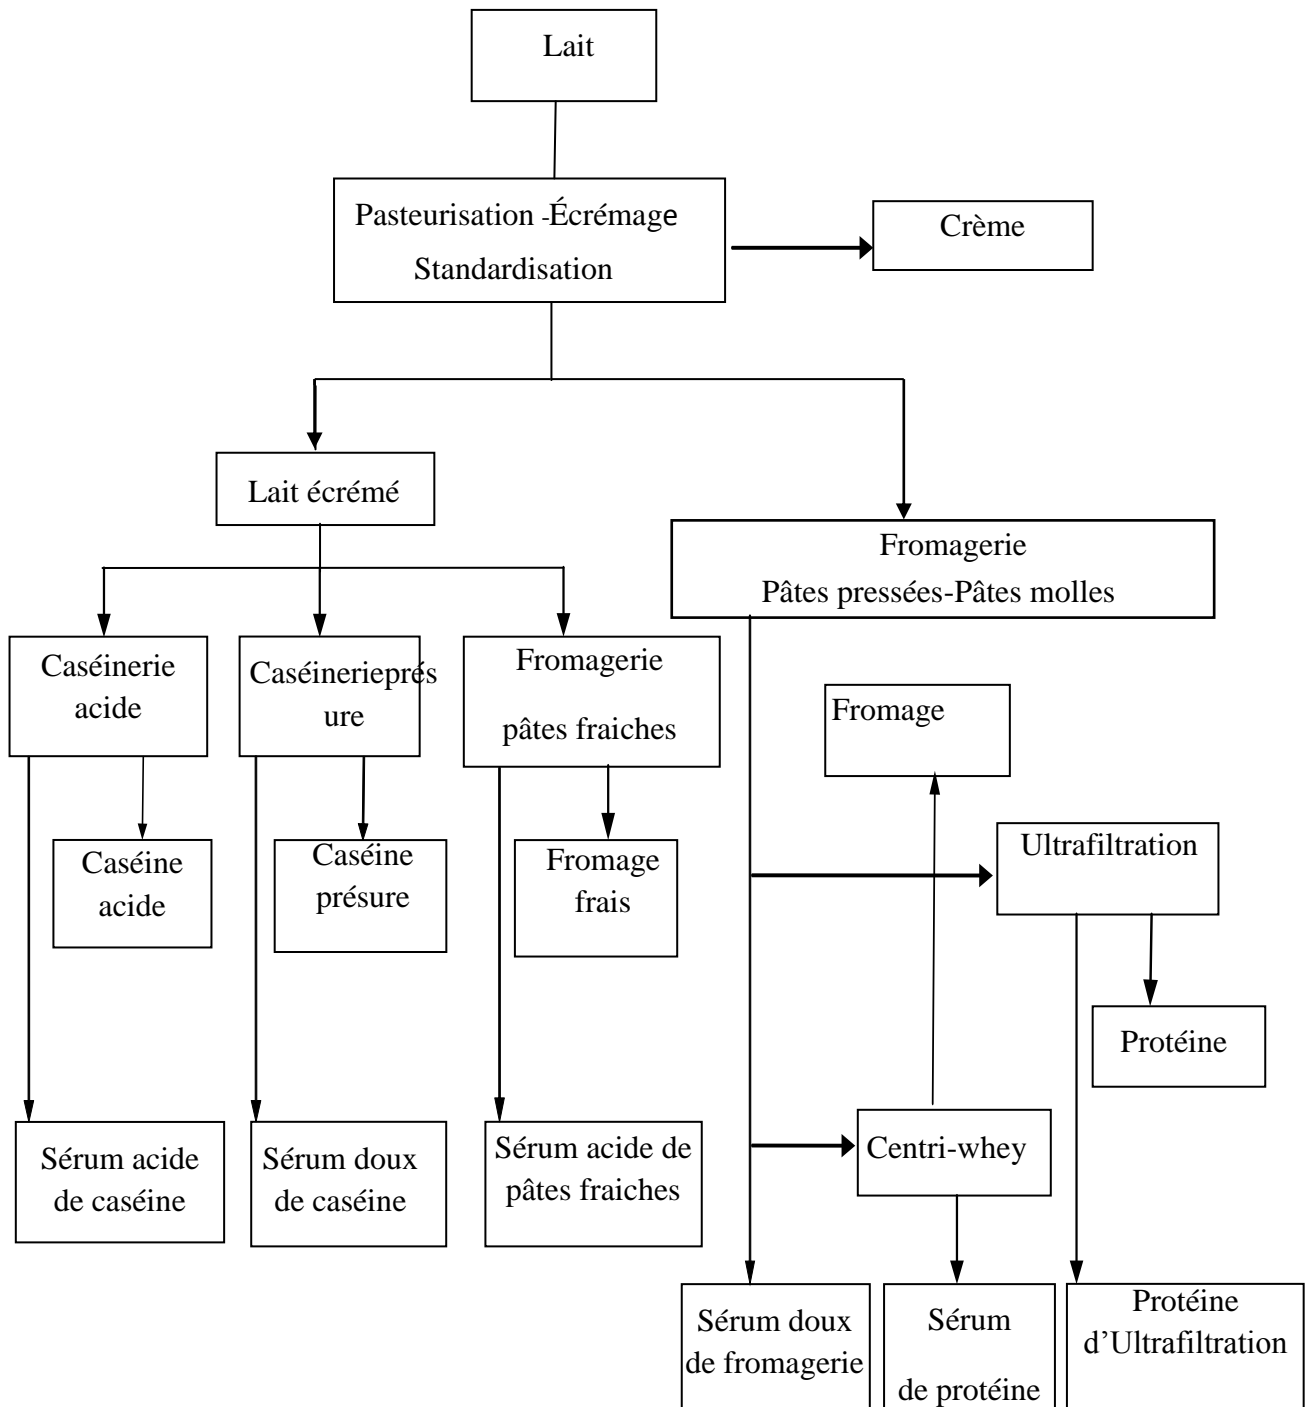 Lait
Pasteurisation -Écrémage
Standardisation
Crème
Lait écrémé
Fromagerie
Pâtes pressées-Pâtes molles
Caséinerie
acide
Caséinerieprés
ure
Fromagerie
pâtes fraiches
Fromage
Caséine
acide
Caséine
présure
Fromage
frais
Ultrafiltration
Protéine
Sérum acide
de caséine
Sérum doux
de caséine
Sérum acide de
pâtes fraiches
Centri-whey
Sérum doux
de fromagerie
Sérum
de protéine
Protéine
d’Ultrafiltration